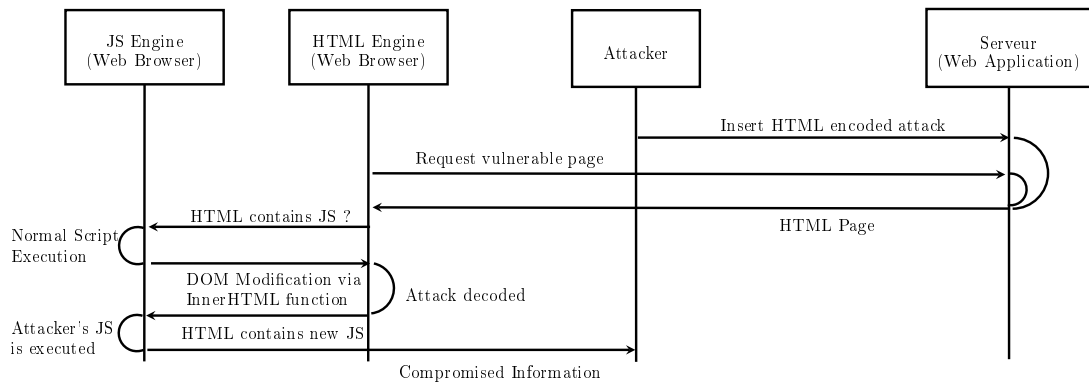 JS Engine
(Web Browser)
HTML Engine
(Web Browser)
Attacker
Serveur
(Web Application)
Insert HTML encoded attack
Request vulnerable page
HTML contains JS ?
HTML Page
Normal Script
Execution
DOM Modification via
InnerHTML function
Attack decoded
Attacker's JS
is executed
HTML contains new JS
Compromised Information